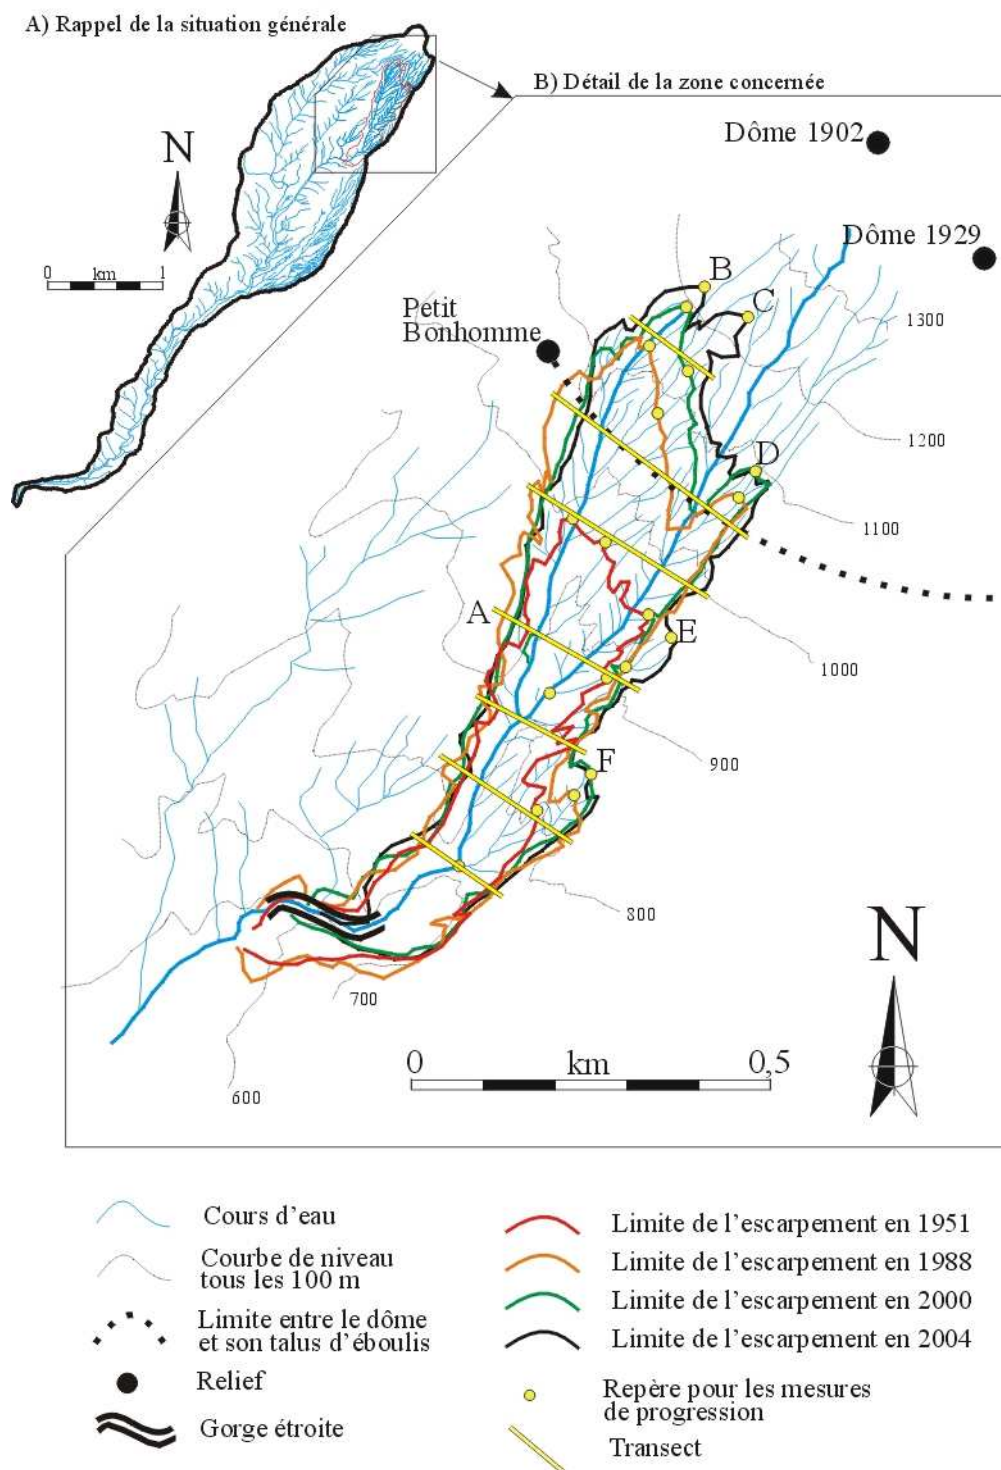 A) Rappel de la situation générale
B) Détail de la zone concernée
N
0 km 1
Dôme 1902
Dôme 1929
Petit
Bonhomme
B
C
1300
1200
D
1100
A
E
1000
900
F
800
700
600
N
0 km 0,5
Cours d'eau
Courbe de niveau
tous les 100 m
Limite entre le dôme
et son talus d'éboulis
Relief
Gorge étroite
Limite de l'escarpement en 1951
Limite de l'escarpement en 1988
Limite de l'escarpement en 2000
Limite de l'escarpement en 2004
Repère pour les mesures
de progression
Transect